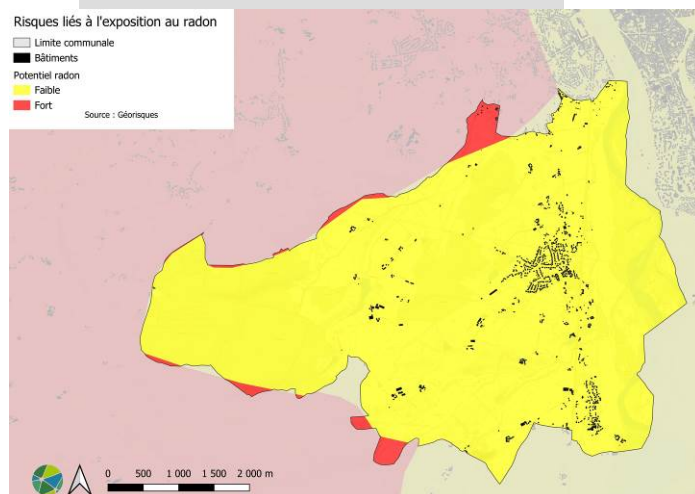 Risques liés à l'exposition au radon
Limite communale
Bâtiments
Potentiel radon
Faible
Fort
Source : Géorisques
0 500 1 000 1 500 2 000 m